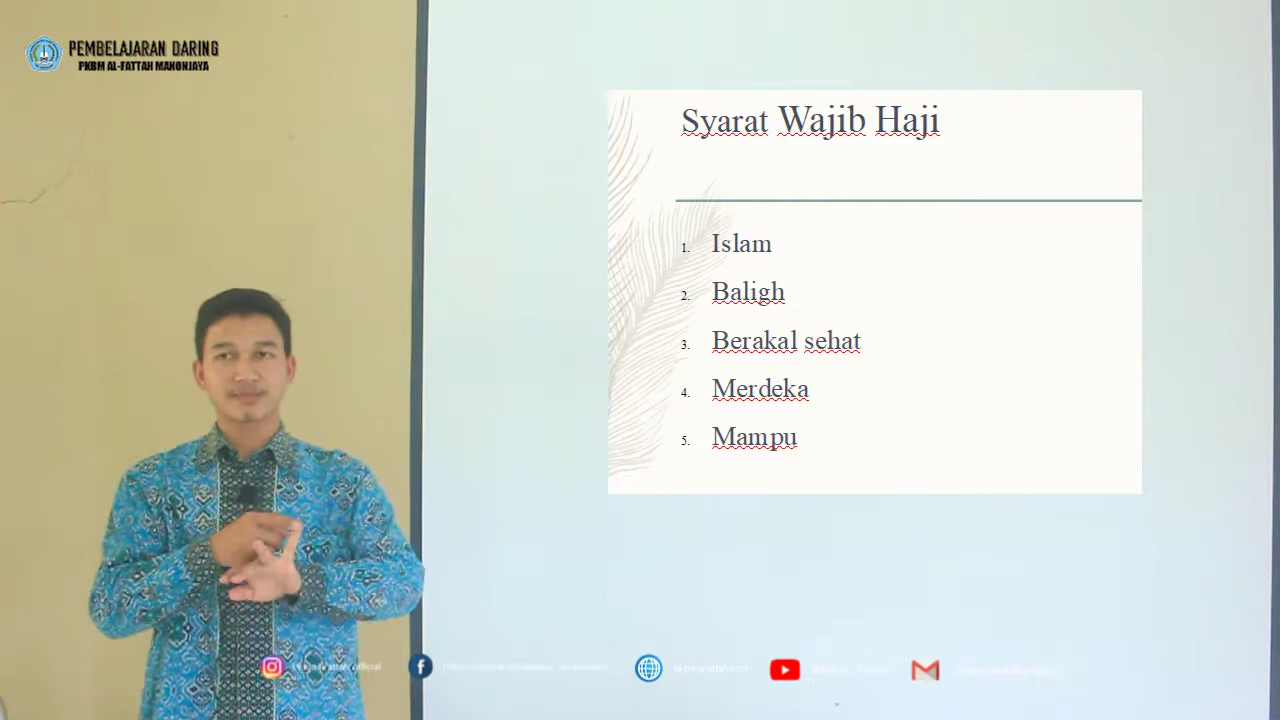 PEMBELAJARAN DARING
PKBM AL-FATTAH MANONJAYA
Syarat Wajib Haji
1. Islam
2. Baligh
3. Berakal sehat
4. Merdeka
5. Mampu